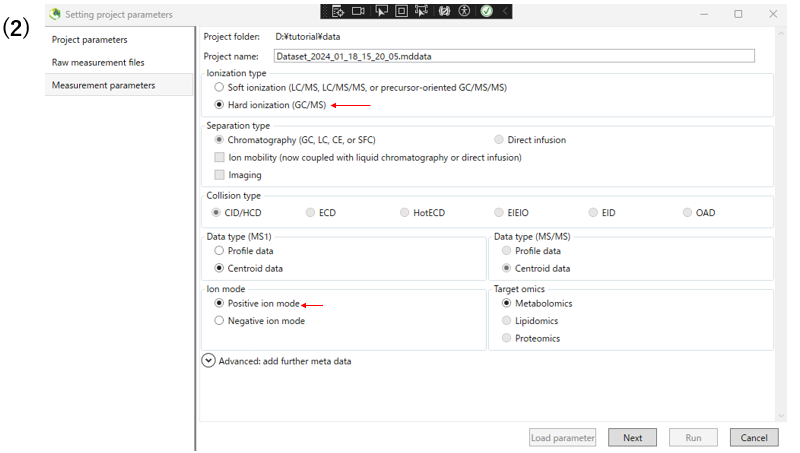 (2)
Setting project parameters
Project parameters
Raw measurement files
Measurement parameters
Project folder: D:¥tutorial¥data
Project name: Dataset_2024_01_18_15_20_05.mddata
Ionization type
Soft ionization (LC/MS, LC/MS/MS, or precursor-oriented GC/MS/MS)
Hard ionization (GC/MS)
Separation type
Chromatography (GC, LC, CE, or SFC) Direct infusion
Ion mobility (now coupled with liquid chromatography or direct infusion)
Imaging
Collision type
CID/HCD ECD HotECD EIEIO EID OAD
Data type (MS1) Data type (MS/MS)
Profile data Profile data
Centroid data Centroid data
Ion mode Target omics
Positive ion mode Metabolomics
Negative ion mode Lipidomics
Proteomics
Advanced: add further meta data
Load parameter Next Run Cancel